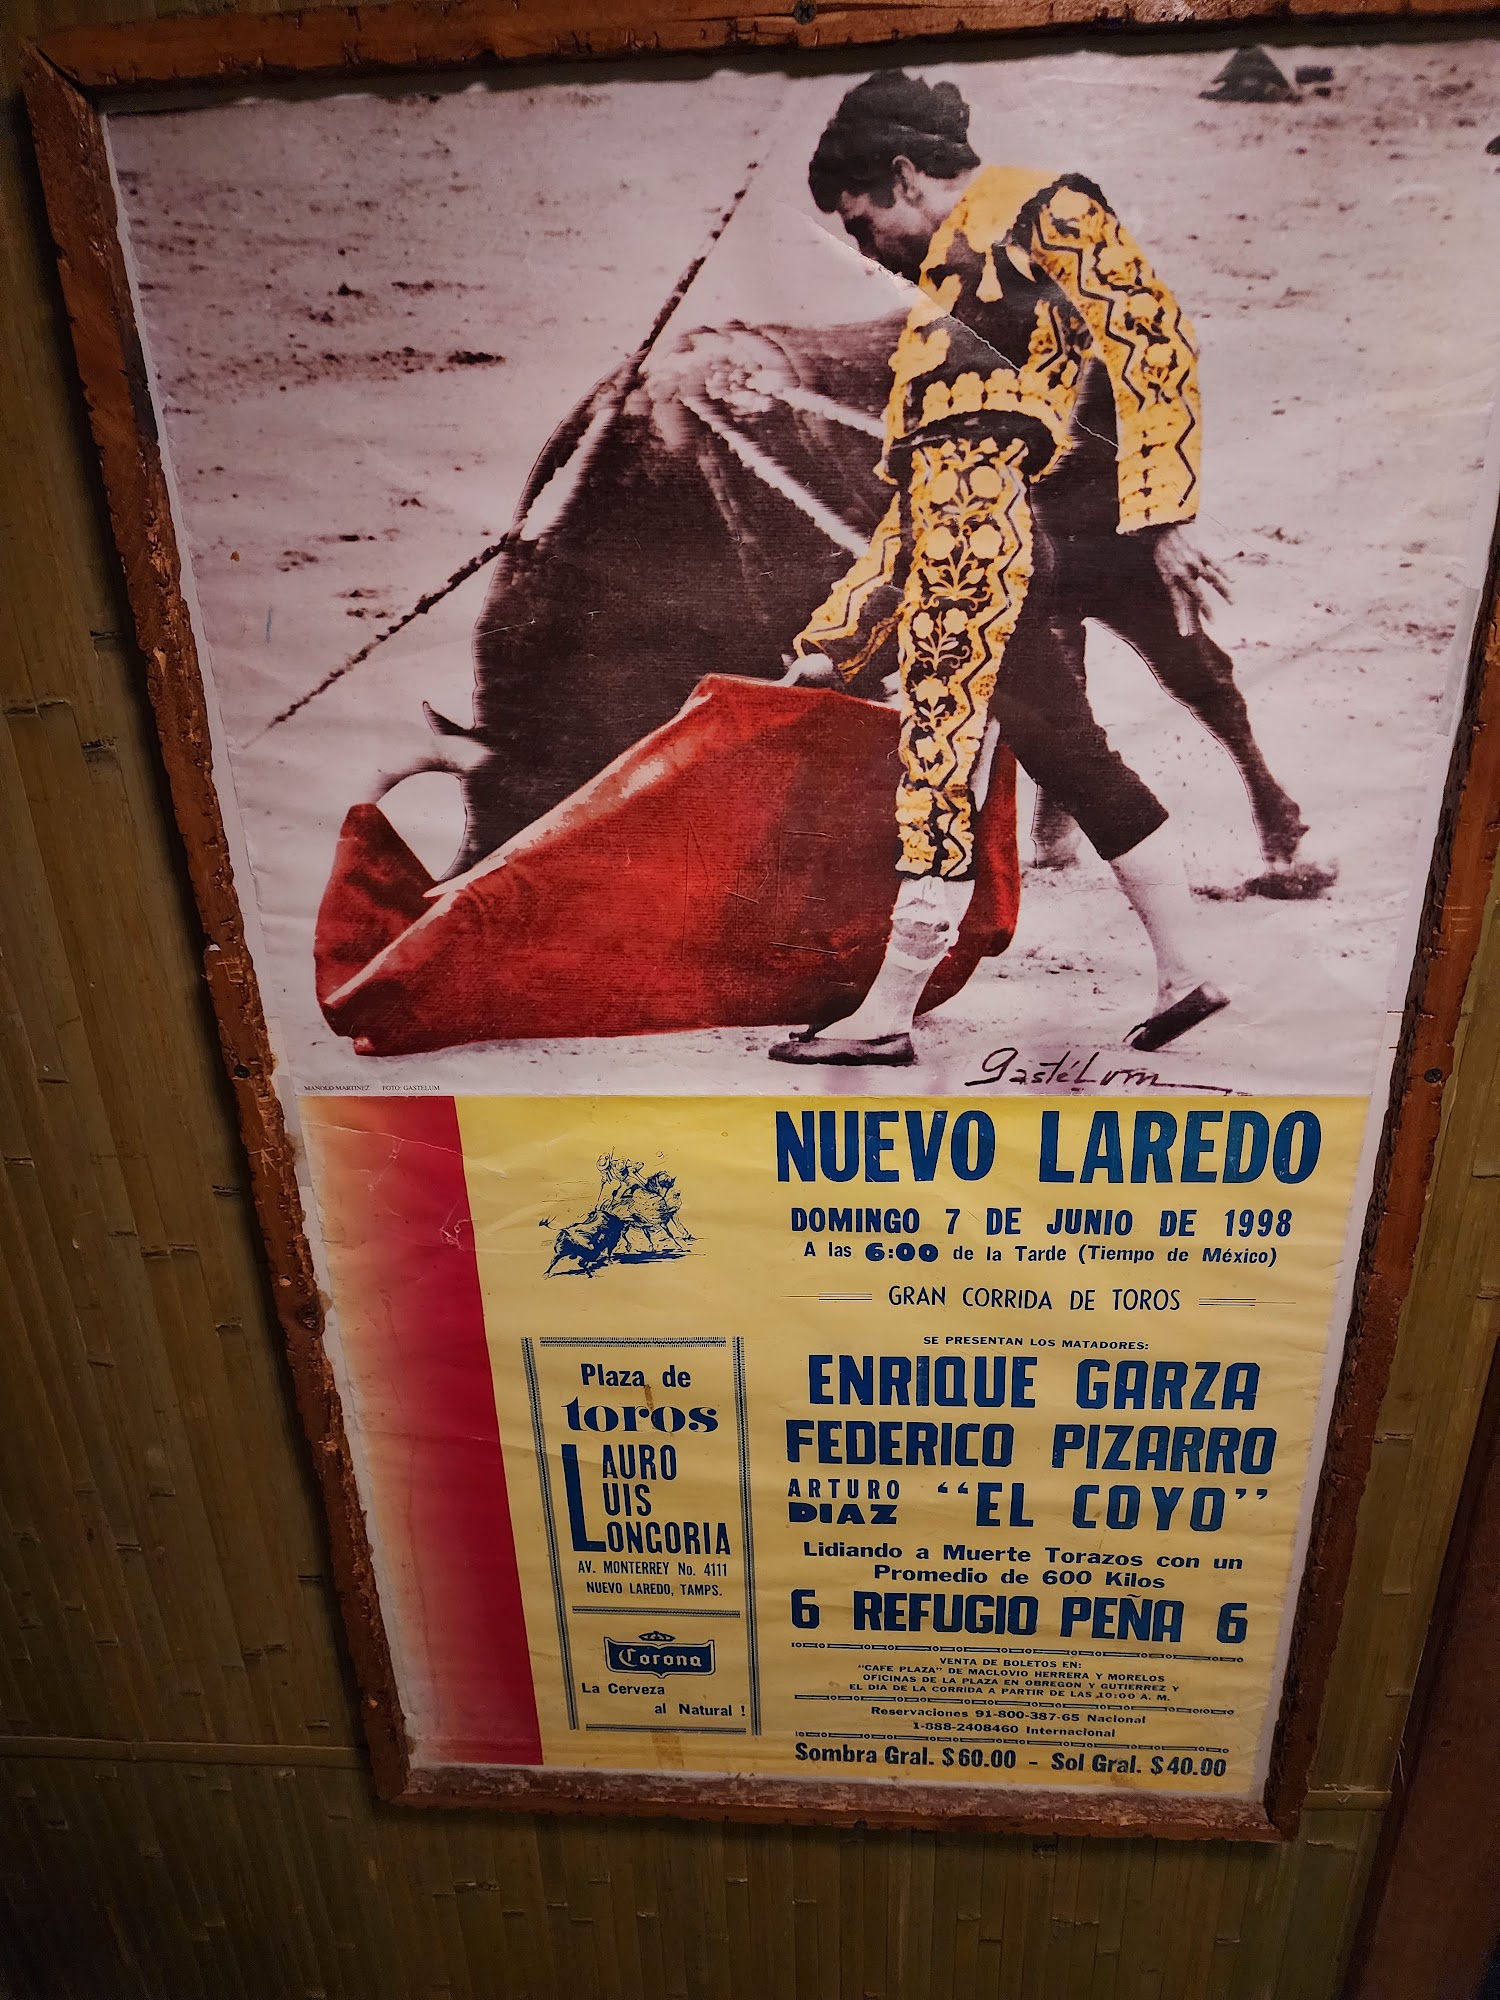 MANOLO MARTINEZ FOTO: GASTELUM
Gastélum
NUEVO LAREDO
DOMINGO 7 DE JUNIO DE 1998
A las 6:00 de la Tarde (Tiempo de México)
GRAN CORRIDA DE TOROS
SE PRESENTAN LOS MATADORES:
ENRIQUE GARZA
FEDERICO PIZARRO
ARTURO DIAZ "EL COYO"
Lidiando a Muerte Torazos con un
Promedio de 600 Kilos
6 REFUGIO PEÑA 6
VENTA DE BOLETOS EN:
"CAFE PLAZA" DE MACLOVIO HERRERA Y MORELOS
OFICINAS DE LA PLAZA EN OBREGON Y GUTIERREZ Y
EL DIA DE LA CORRIDA A PARTIR DE LAS 10:00 A. M.
Reservaciones 91-800-387-65 Nacional
1-888-2408460 Internacional
Sombra Gral. $60.00 - Sol Gral. $40.00
Plaza de
toros
LAURO
LUIS
LONGORIA
AV. MONTERREY No. 4111
NUEVO LAREDO, TAMPS.
Corona
La Cerveza
al Natural !